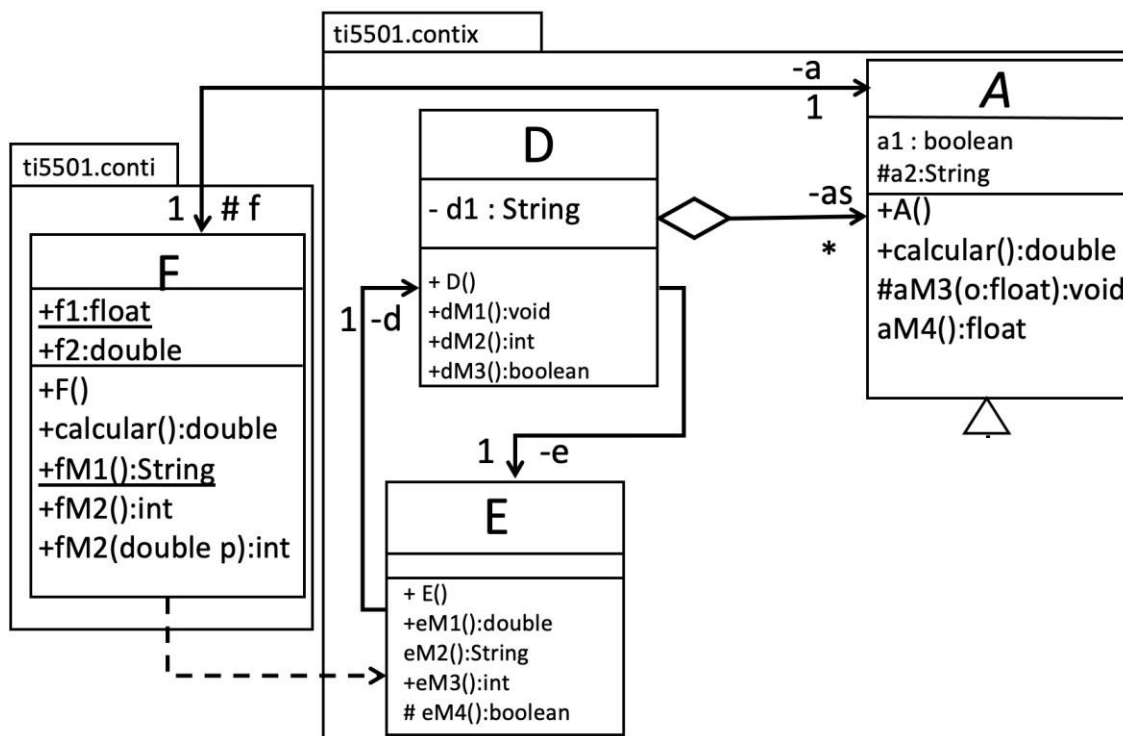 ti5501.contix
-a
1
A
a1 : boolean
#a2:String
+A()
+calcular():double
#aM3(o:float):void
aM4():float
D
- d1 : String
+ D()
+dM1():void
+dM2():int
+dM3():boolean
-as
*
ti5501.conti
1 # f
F
+f1:float
+f2:double
+F()
+calcular():double
+fM1():String
+fM2():int
+fM2(double p):int
1 -d
1 -e
E
+ E()
+eM1():double
eM2():String
+eM3():int
# eM4():boolean